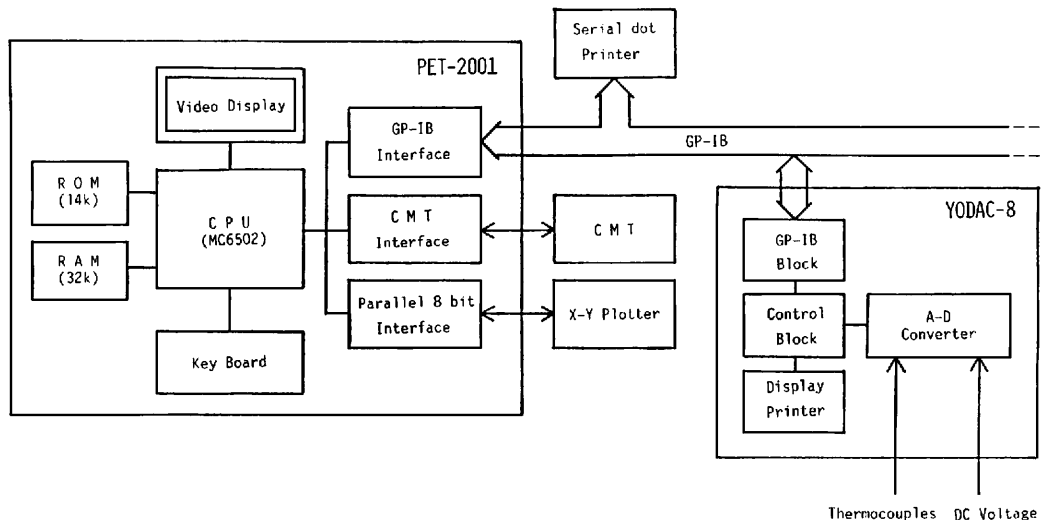 Serial dot
Printer
PET-2001
Video Display
GP-IB
Interface
GP-IB
R O M
(14k)
C P U
(MC6502)
C M T
Interface
C M T
YODAC-8
GP-IB
Block
R A M
(32k)
Parallel 8 bit
Interface
X-Y Plotter
Control
Block
A-D
Converter
Key Board
Display
Printer
Thermocouples
DC Voltage